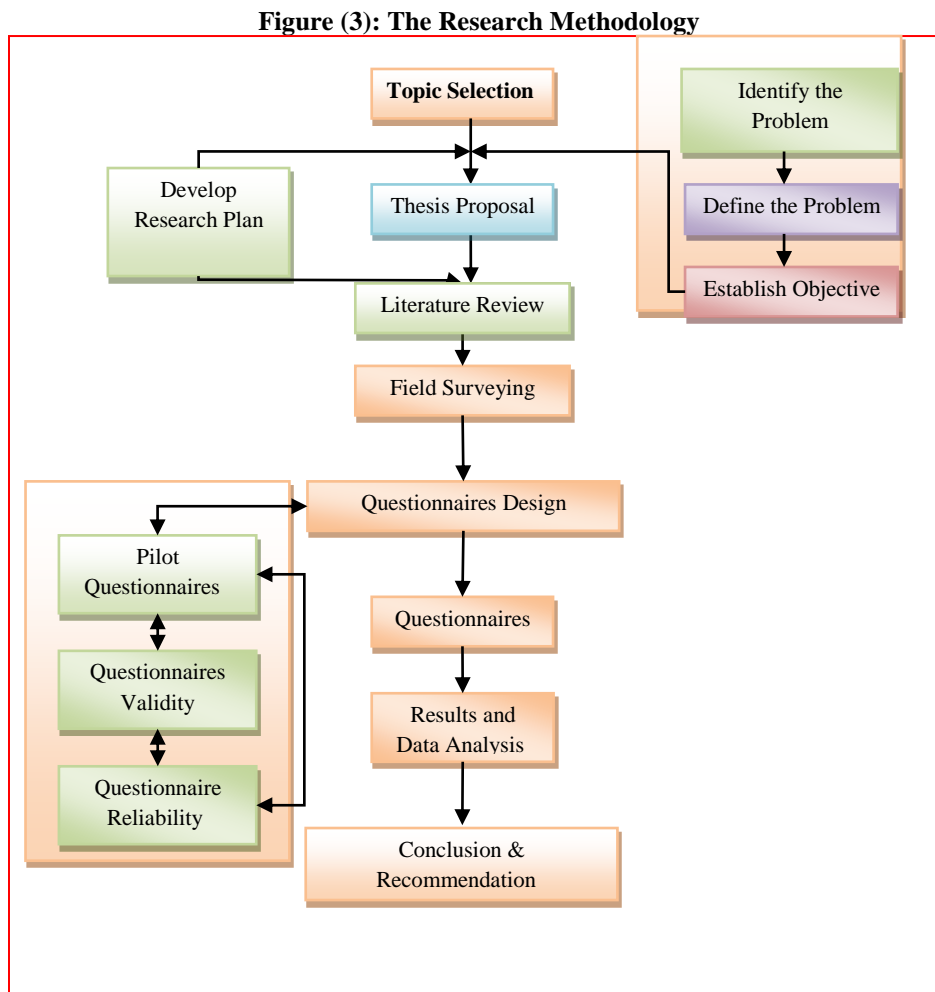 Figure (3): The Research Methodology
Topic Selection
Identify the
Problem
Develop
Research Plan
Thesis Proposal
Define the Problem
Establish Objective
Literature Review
Field Surveying
Questionnaires Design
Pilot
Questionnaires
Questionnaires
Questionnaires
Validity
Results and
Data Analysis
Questionnaire
Reliability
Conclusion &
Recommendation